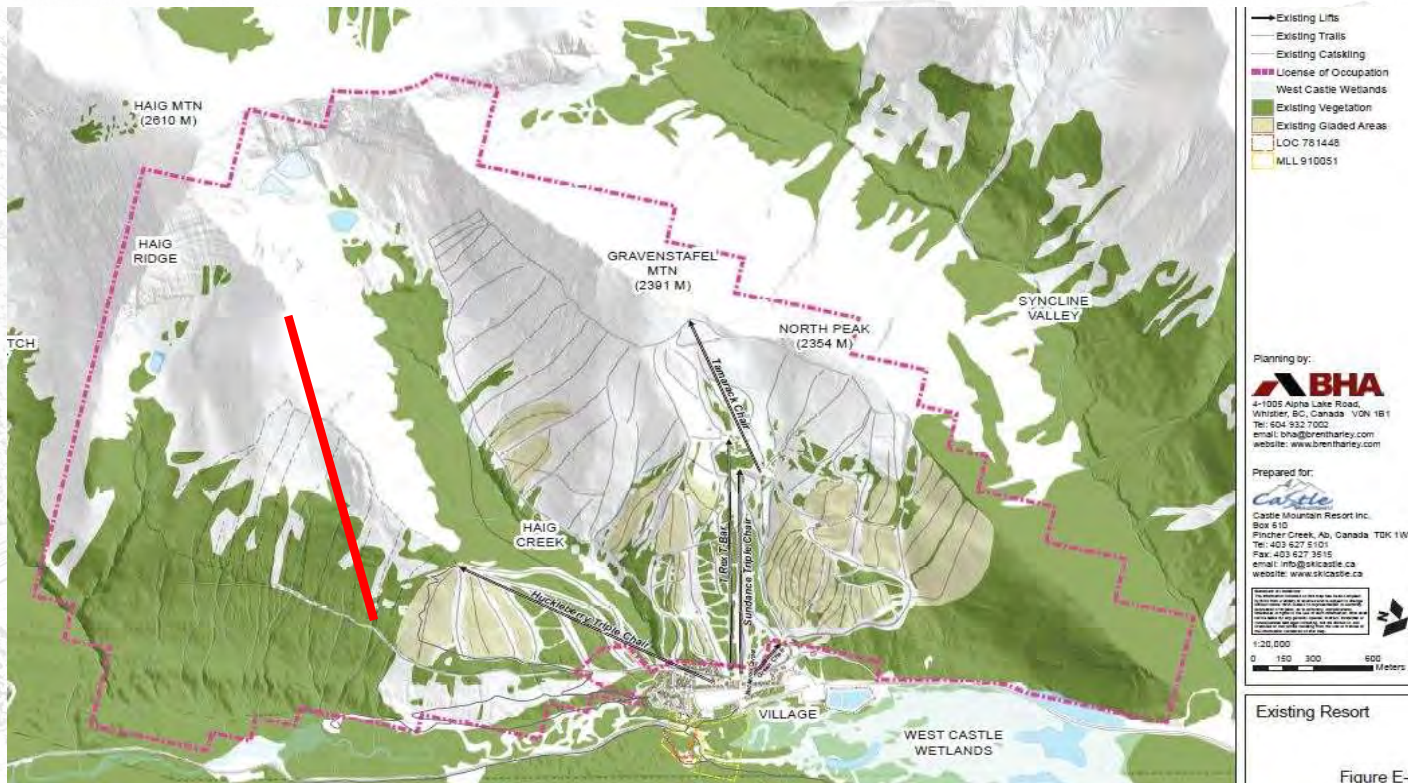 HAIG MTN
(2610 M)
HAIG
RIDGE
TCH
GRAVENSTAFEL
MTN
(2391 M)
NORTH PEAK
(2354 M)
SYNCLINE
VALLEY
Tamarack Chair
HAIG
CREEK
T-Rex T-Bar
Sundance Triple Chair
Huckleberry Triple Chair
VILLAGE
WEST CASTLE
WETLANDS
Existing Lifts
Existing Trails
Existing Catskiing
License of Occupation
West Castle Wetlands
Existing Vegetation
Existing Gladed Areas
LOC 781448
MLL 910051
Planning by:
BHA
4-1005 Alpha Lake Road,
Whistler, BC, Canada V0N 1B1
Tel: 604 932 7002
email: bha@brentharley.com
website: www.brentharley.com
Prepared for:
Castle
Castle Mountain Resort Inc.
Box 610
Pincher Creek, Ab, Canada T0K 1W
Tel: 403 627 5101
Fax: 403 627 3515
email: info@skicastle.ca
website: www.skicastle.ca
N
1:20,000
0 150 300 600
Meters
Existing Resort
Figure E-